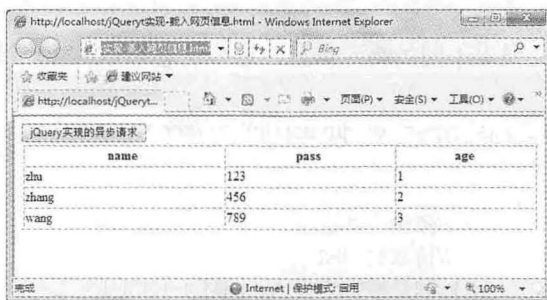 http://localhost/jQueryt实现-载入网页信息.html - Windows Internet Explorer
Bing
收藏夹 建议网站
http://localhost/jQueryt... 页面(P) 安全(S) 工具(O)
jQuery实现的异步请求
name pass age
zhu 123 1
zhang 456 2
wang 789 3
完成 Internet | 保护模式: 启用 100%